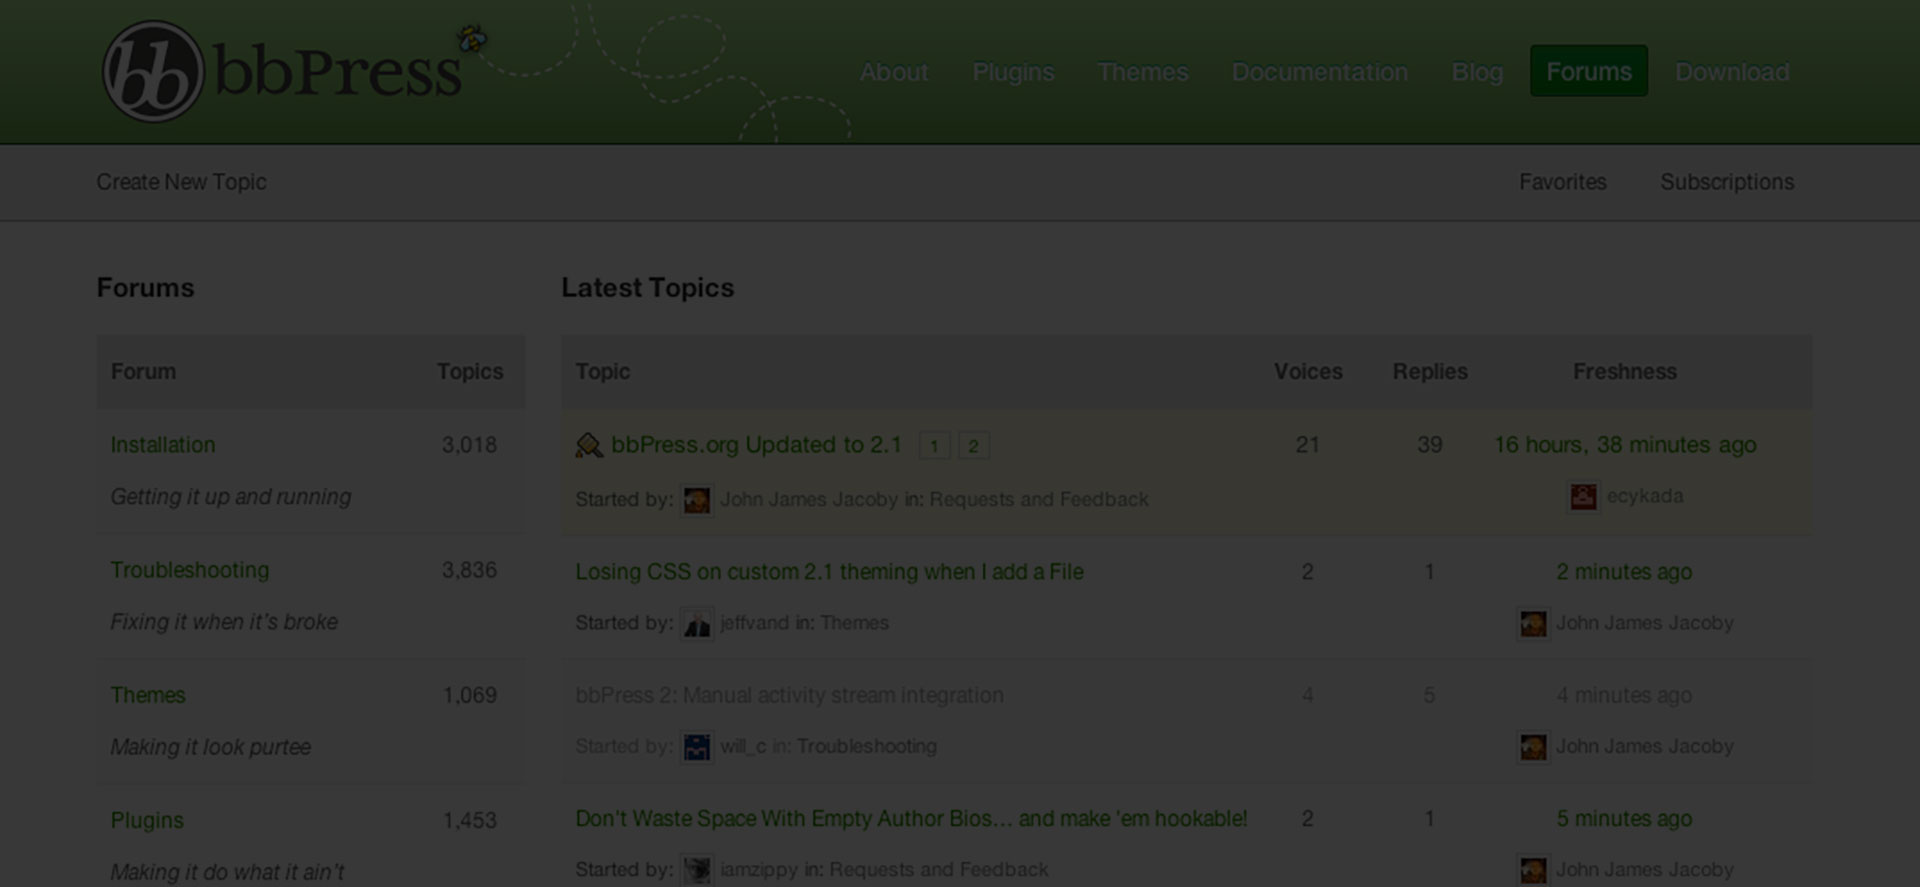 bb bbPress
About Plugins Themes Documentation Blog Forums Download
Create New Topic
Favorites Subscriptions
Forums
Forum Topics
Installation 3,018
Getting it up and running
Troubleshooting 3,836
Fixing it when it's broke
Themes 1,069
Making it look purtee
Plugins 1,453
Making it do what it ain't
Latest Topics
Topic Voices Replies Freshness
bbPress.org Updated to 2.1 1 2 21 39 16 hours, 38 minutes ago
Started by: John James Jacoby in: Requests and Feedback ecykada
Losing CSS on custom 2.1 theming when I add a File 2 1 2 minutes ago
Started by: jeffvand in: Themes John James Jacoby
bbPress 2: Manual activity stream integration 4 5 4 minutes ago
Started by: will_c in: Troubleshooting John James Jacoby
Don't Waste Space With Empty Author Bios... and make 'em hookable! 2 1 5 minutes ago
Started by: iamzippy in: Requests and Feedback John James Jacoby